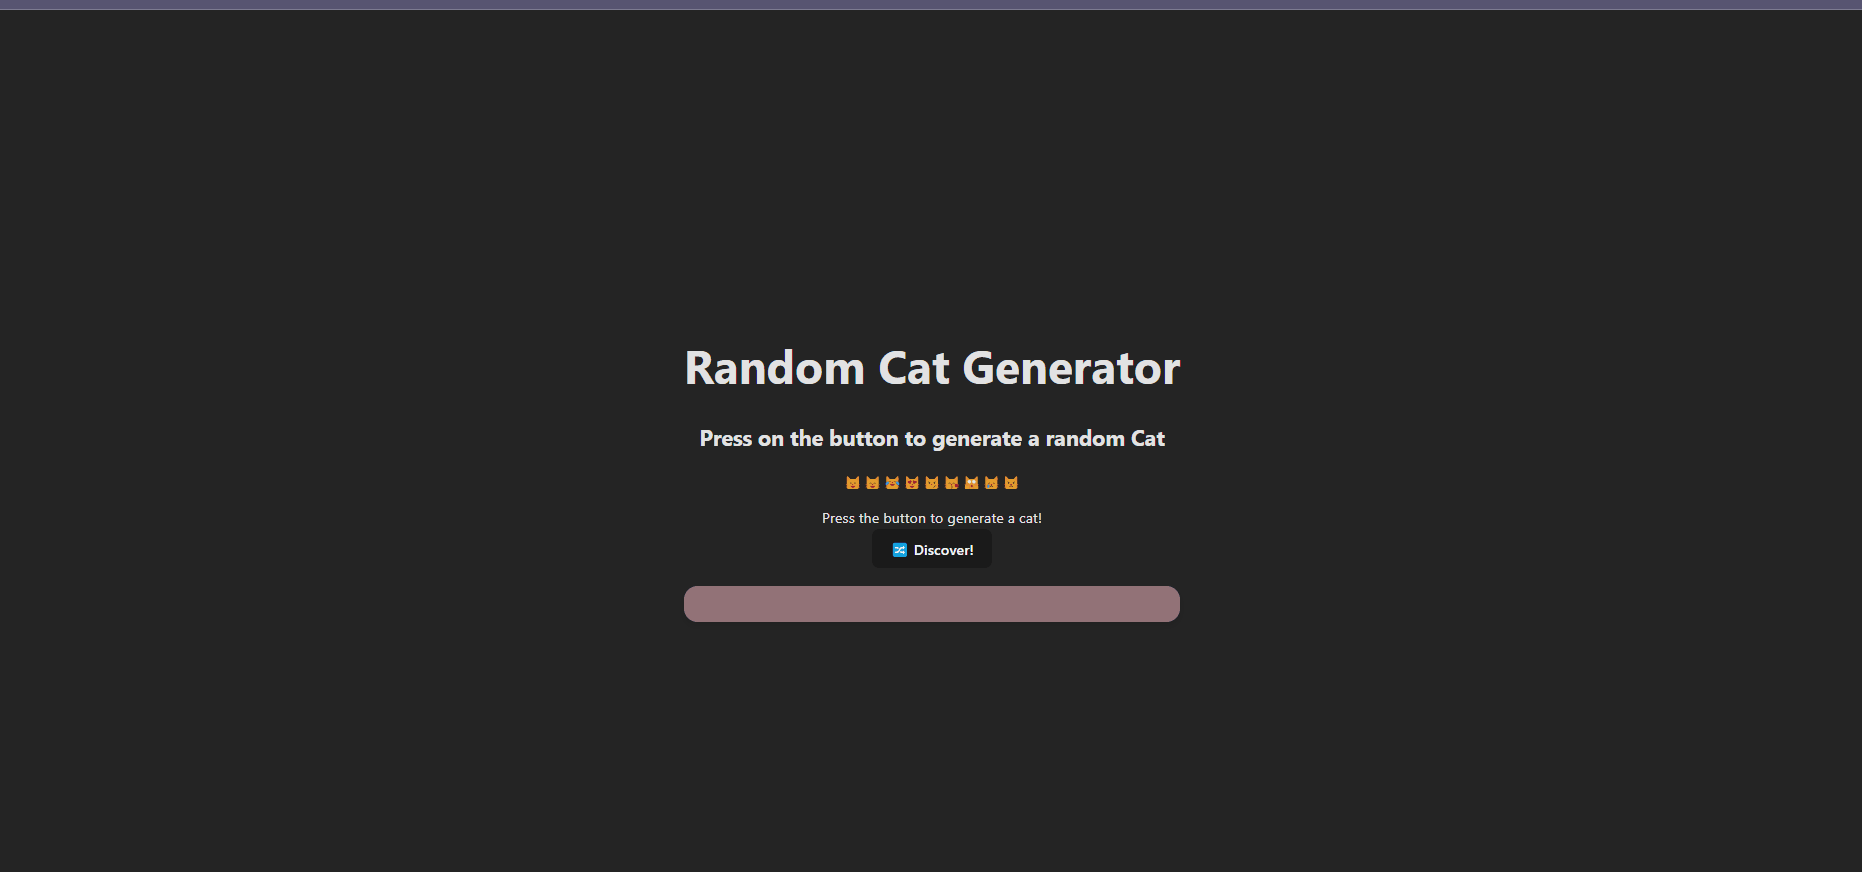 Random Cat Generator
Press on the button to generate a random Cat
Press the button to generate a cat!
Discover!